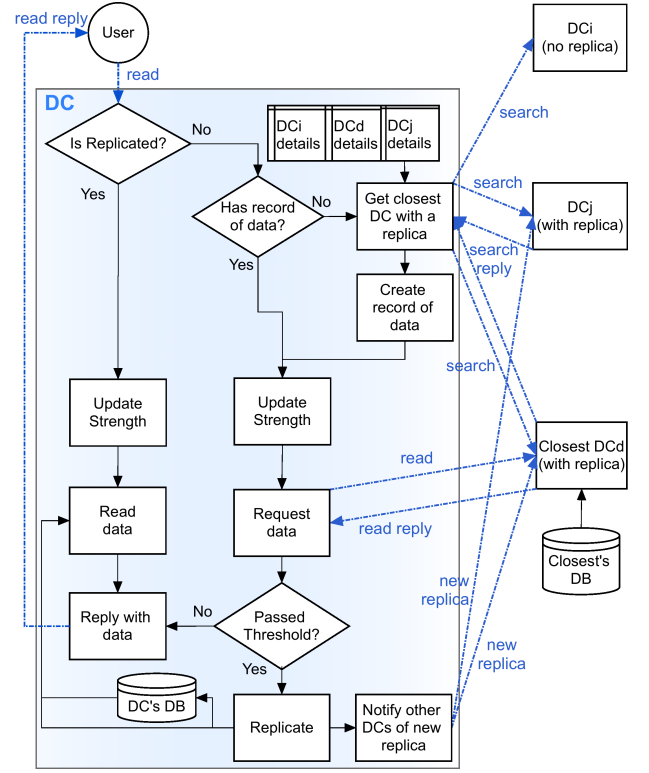 read reply
User
DCi
(no replica)
read
DC
search
Is Replicated?
No
DCi
details
DCd
details
DCj
details
Yes
Has record
of data?
No
Get closest
DC with a
replica
search
DCj
(with replica)
search
reply
Yes
Create
record of
data
search
Update
Strength
Update
Strength
Closest DCd
(with replica)
read
Read
data
Request
data
read reply
Closest's
DB
new
replica
Reply with
data
No
Passed
Threshold?
new
replica
Yes
DC's DB
Replicate
Notify other
DCs of new
replica